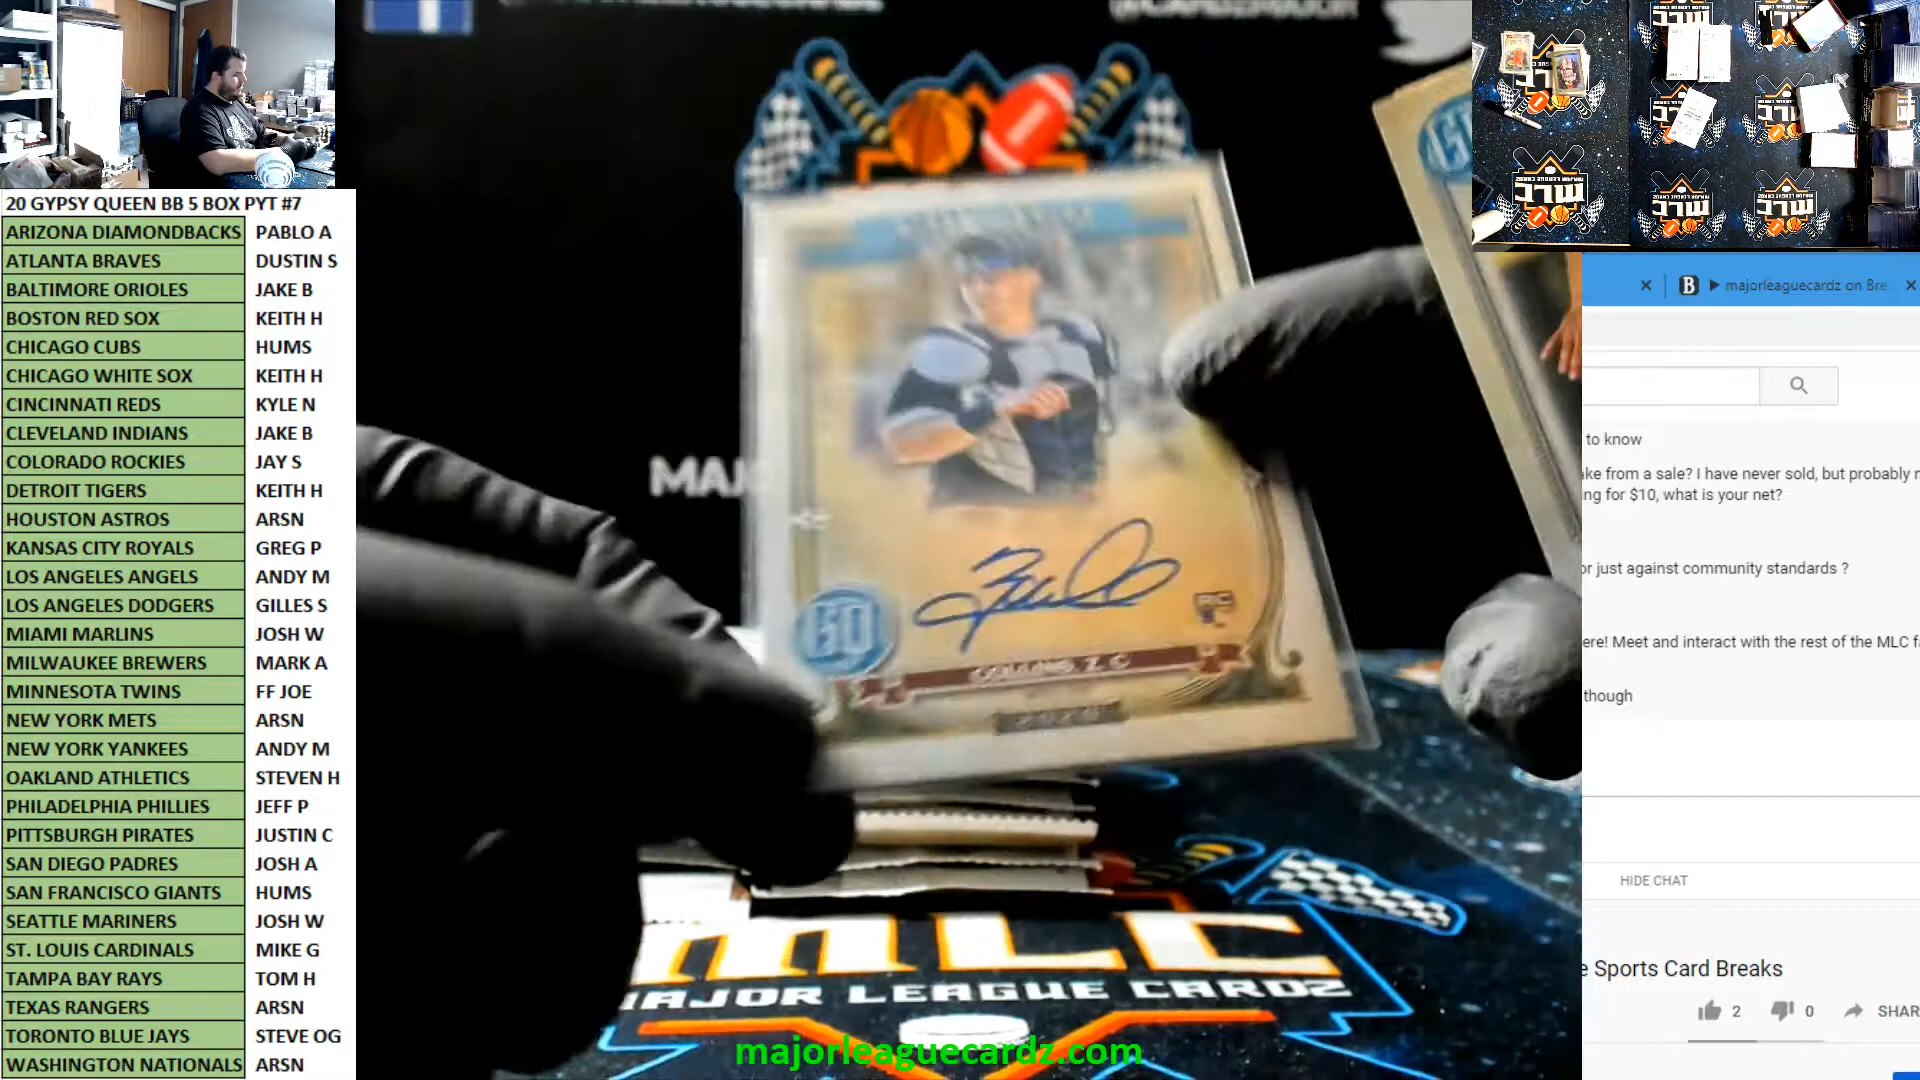 20 GYPSY QUEEN BB 5 BOX PYT #7
ARIZONA DIAMONDBACKS PABLO A
ATLANTA BRAVES DUSTIN S
BALTIMORE ORIOLES JAKE B
BOSTON RED SOX KEITH H
CHICAGO CUBS HUMS
CHICAGO WHITE SOX KEITH H
CINCINNATI REDS KYLE N
CLEVELAND INDIANS JAKE B
COLORADO ROCKIES JAY S
DETROIT TIGERS KEITH H
HOUSTON ASTROS ARSN
KANSAS CITY ROYALS GREG P
LOS ANGELES ANGELS ANDY M
LOS ANGELES DODGERS GILLES S
MIAMI MARLINS JOSH W
MILWAUKEE BREWERS MARK A
MINNESOTA TWINS FF JOE
NEW YORK METS ARSN
NEW YORK YANKEES ANDY M
OAKLAND ATHLETICS STEVEN H
PHILADELPHIA PHILLIES JEFF P
PITTSBURGH PIRATES JUSTIN C
SAN DIEGO PADRES JOSH A
SAN FRANCISCO GIANTS HUMS
SEATTLE MARINERS JOSH W
ST. LOUIS CARDINALS MIKE G
TAMPA BAY RAYS TOM H
TEXAS RANGERS ARSN
TORONTO BLUE JAYS STEVE OG
WASHINGTON NATIONALS ARSN
MAJ
GQ
RC
COLLINS, Z. C
2020
MLC
MAJOR LEAGUE CARDZ
majorleaguecardz.com
B majorleaguecardz on Bre
to know
ake from a sale? I have never sold, but probably
ng for $10, what is your net?
or just against community standards ?
ere! Meet and interact with the rest of the MLC f
though
HIDE CHAT
e Sports Card Breaks
2 0 SHAR